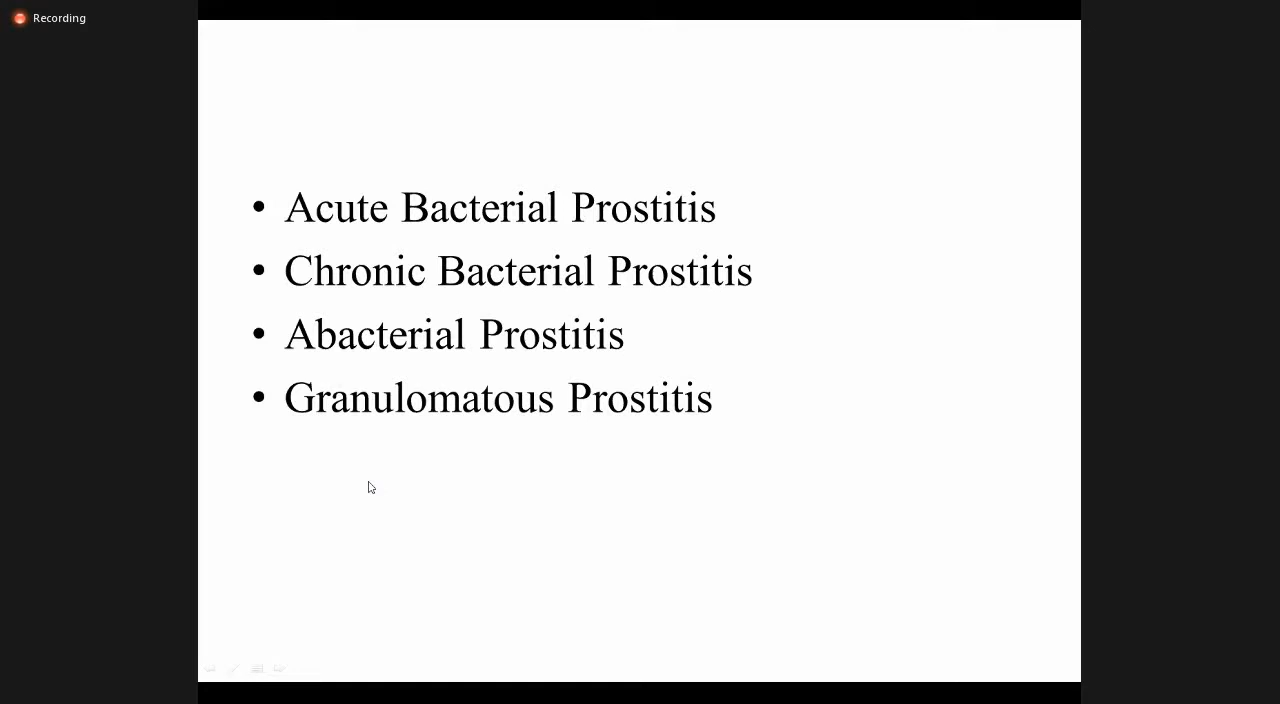 Recording
• Acute Bacterial Prostitis
• Chronic Bacterial Prostitis
• Abacterial Prostitis
• Granulomatous Prostitis